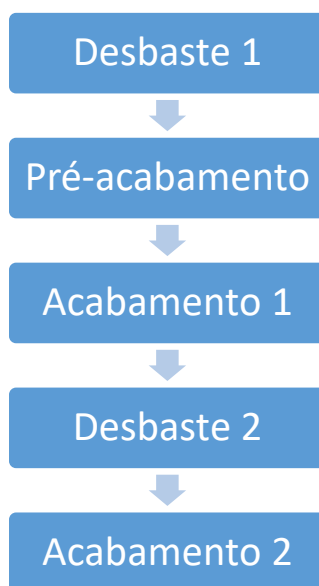 Desbaste 1
Pré-acabamento
Acabamento 1
Desbaste 2
Acabamento 2